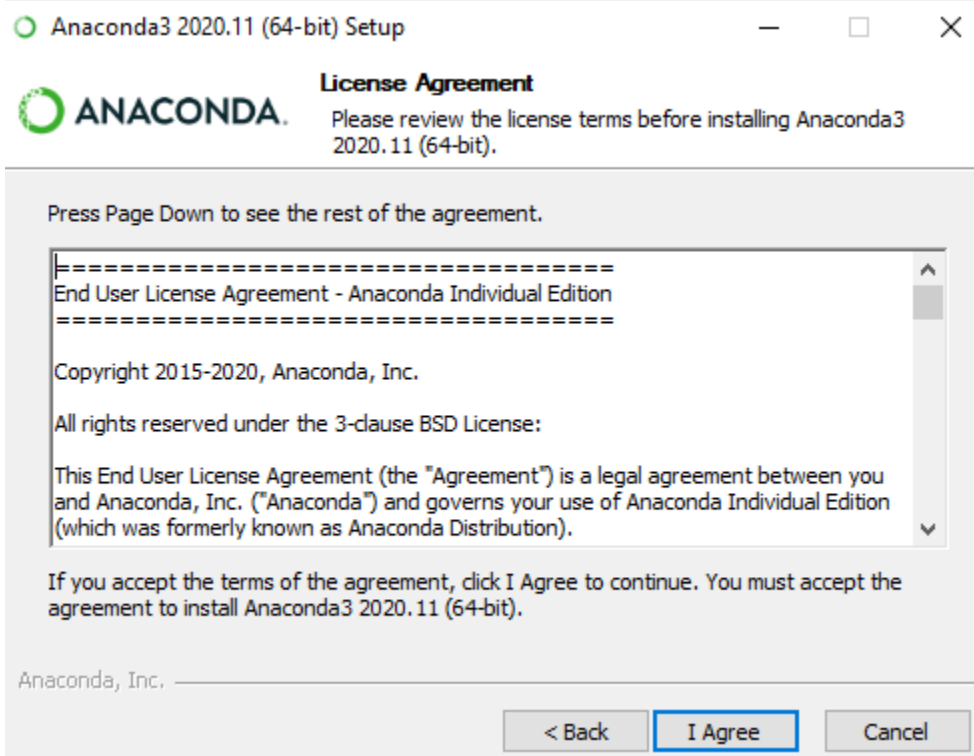 Anaconda3 2020.11 (64-bit) Setup
ANACONDA.
License Agreement
Please review the license terms before installing Anaconda3
2020.11 (64-bit).
Press Page Down to see the rest of the agreement.
===================================
End User License Agreement - Anaconda Individual Edition
===================================
Copyright 2015-2020, Anaconda, Inc.
All rights reserved under the 3-clause BSD License:
This End User License Agreement (the "Agreement") is a legal agreement between you
and Anaconda, Inc. ("Anaconda") and governs your use of Anaconda Individual Edition
(which was formerly known as Anaconda Distribution).
If you accept the terms of the agreement, click I Agree to continue. You must accept the
agreement to install Anaconda3 2020.11 (64-bit).
Anaconda, Inc.
< Back
I Agree
Cancel